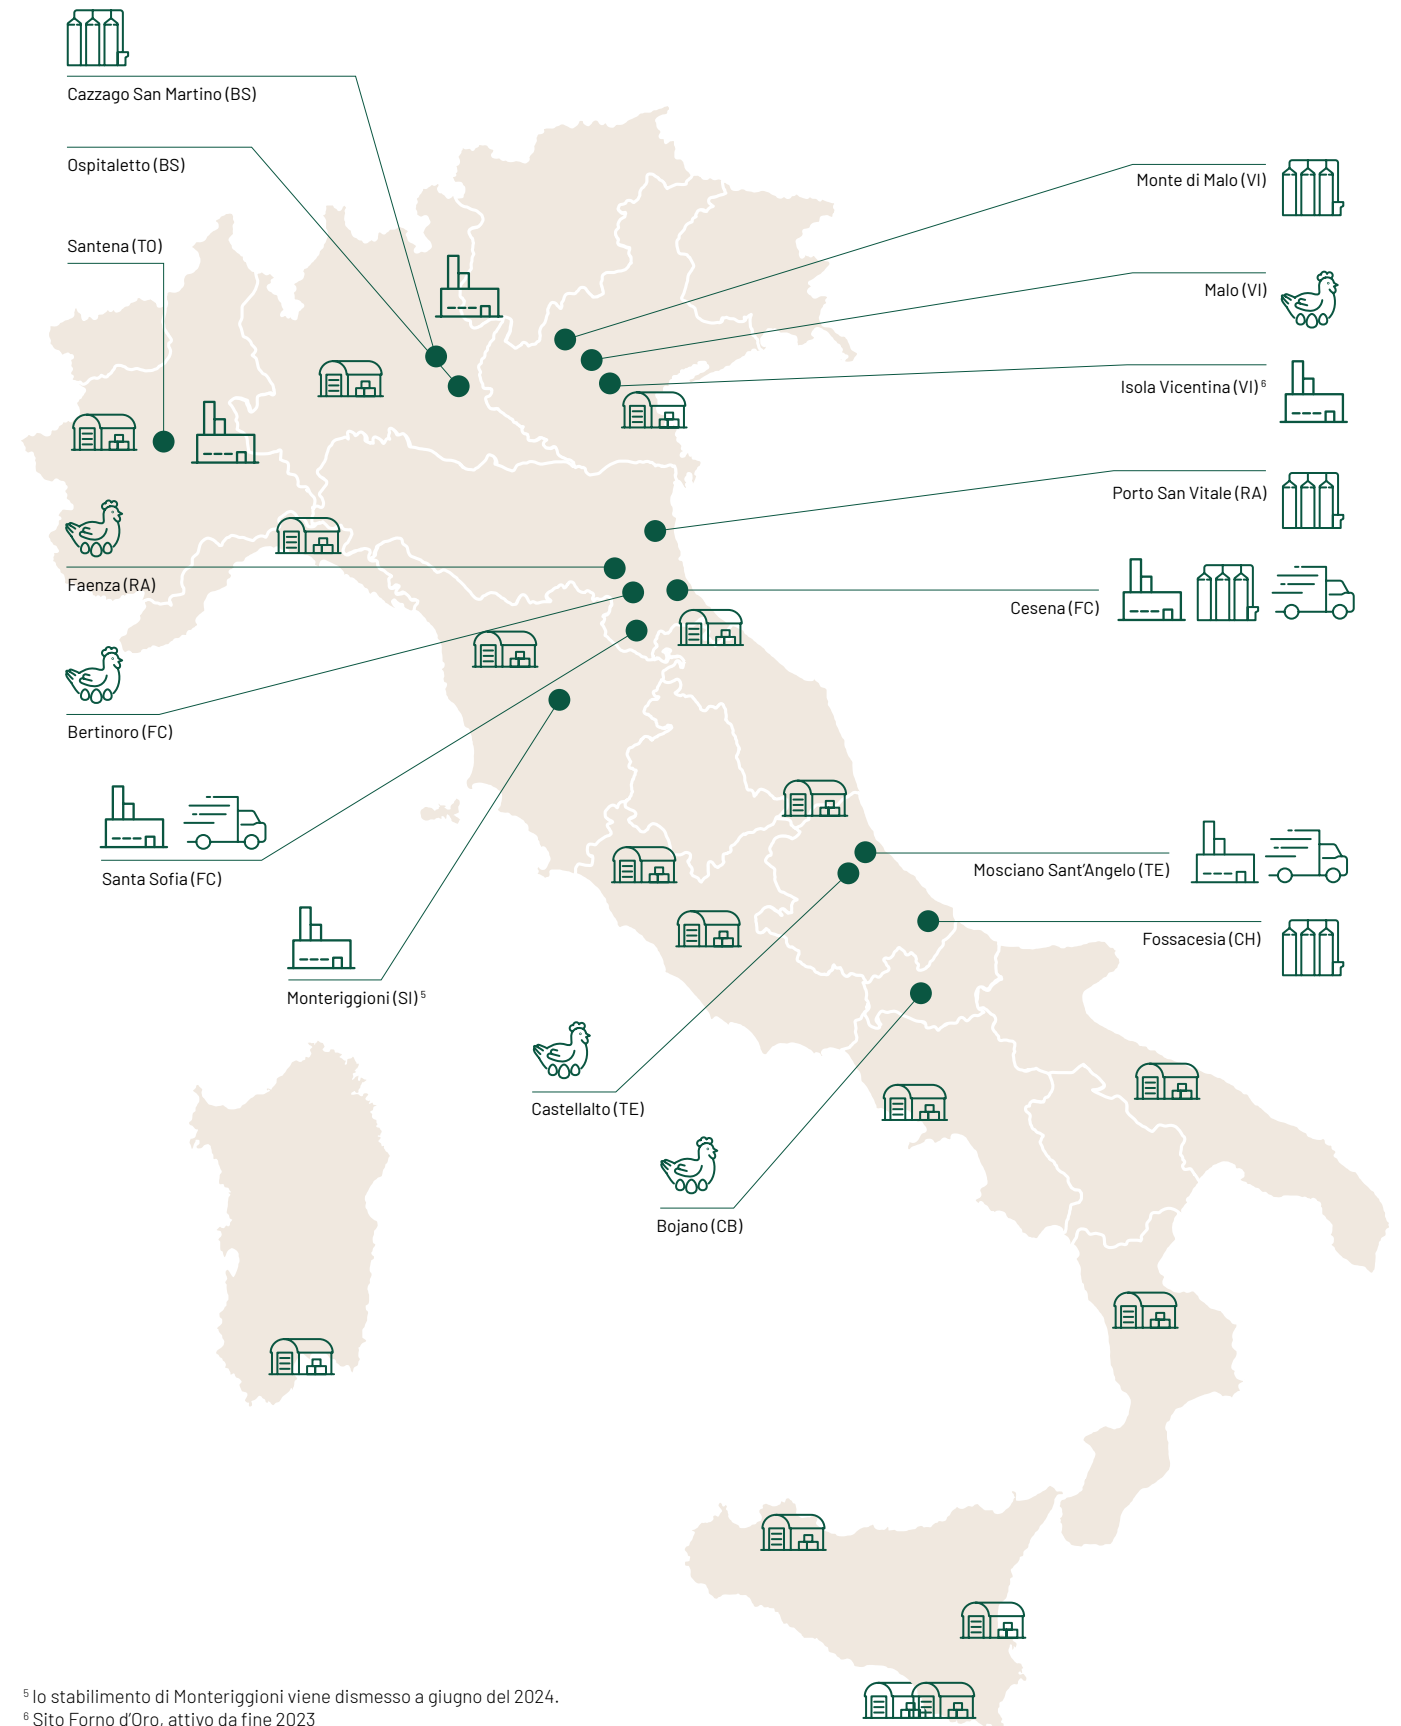 Cazzago San Martino (BS)
Ospitaletto (BS)
Santena (TO)
Monte di Malo (VI)
Malo (VI)
Isola Vicentina (VI) ⁶
Porto San Vitale (RA)
Faenza (RA)
Cesena (FC)
Bertinoro (FC)
Santa Sofia (FC)
Mosciano Sant’Angelo (TE)
Fossacesia (CH)
Monteriggioni (SI) ⁵
Castellalto (TE)
Bojano (CB)
⁵ lo stabilimento di Monteriggioni viene dismesso a giugno del 2024.
⁶ Sito Forno d’Oro, attivo da fine 2023